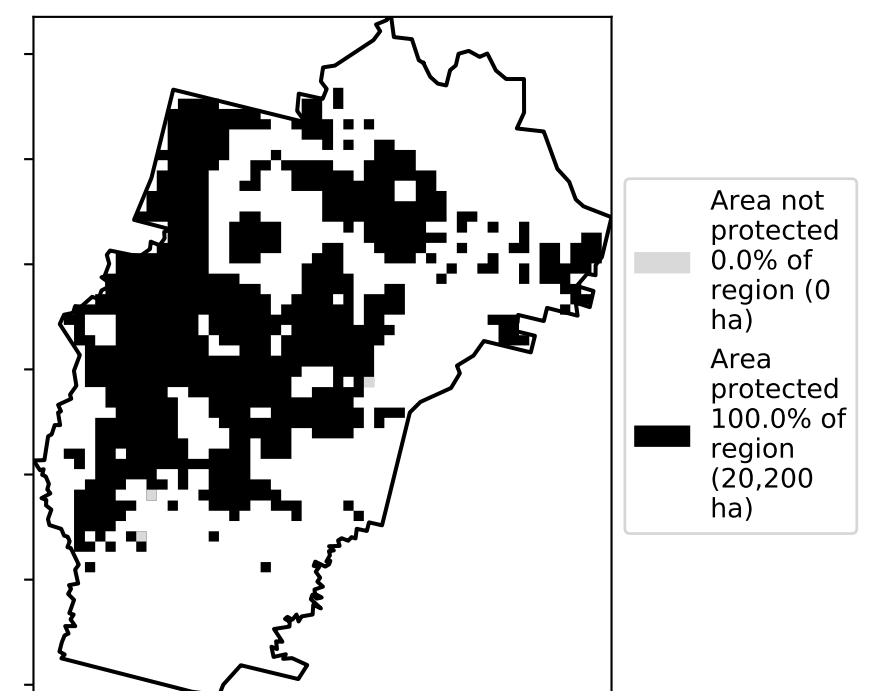 Area not
protected
0.0% of
region (0
ha)
Area
protected
100.0% of
region
(20,200
ha)